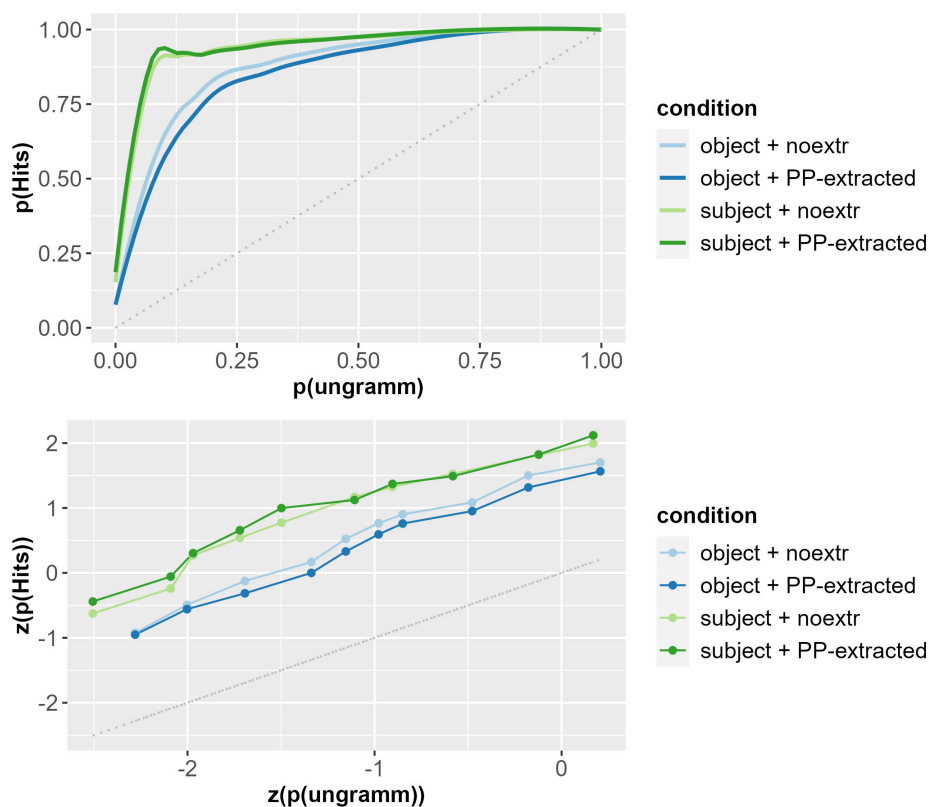 1.00
0.75
0.50
0.25
0.00
p(Hits)
0.00 0.25 0.50 0.75 1.00
p(ungramm)
condition
object + noextr
object + PP-extracted
subject + noextr
subject + PP-extracted
2
1
0
-1
-2
z(p(Hits))
-2 -1 0
z(p(ungramm))
condition
object + noextr
object + PP-extracted
subject + noextr
subject + PP-extracted